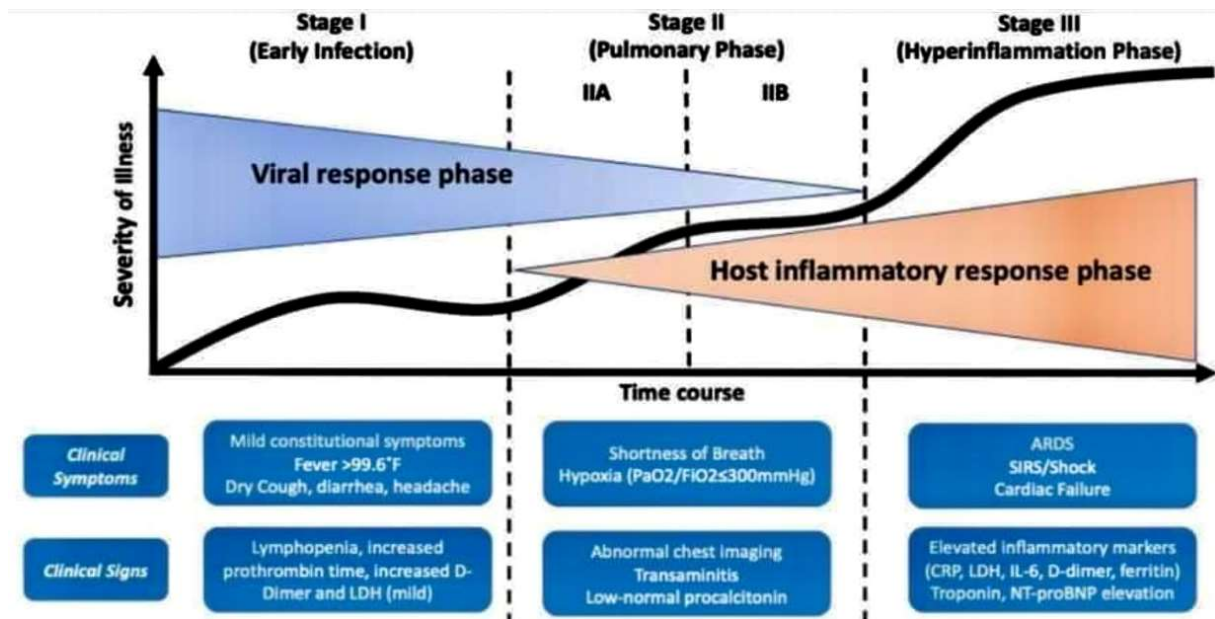 Stage I
(Early Infection)
Stage II
(Pulmonary Phase)
Stage III
(Hyperinflammation Phase)
IIA
IIB
Severity of Illness
Viral response phase
Host inflammatory response phase
Time course
Clinical
Symptoms
Mild constitutional symptoms
Fever >99.6°F
Dry Cough, diarrhea, headache
Shortness of Breath
Hypoxia (PaO2/FiO2≤300mmHg)
ARDS
SIRS/Shock
Cardiac Failure
Clinical Signs
Lymphopenia, increased
prothrombin time, increased D-
Dimer and LDH (mild)
Abnormal chest imaging
Transaminitis
Low-normal procalcitonin
Elevated inflammatory markers
(CRP, LDH, IL-6, D-dimer, ferritin)
Troponin, NT-proBNP elevation